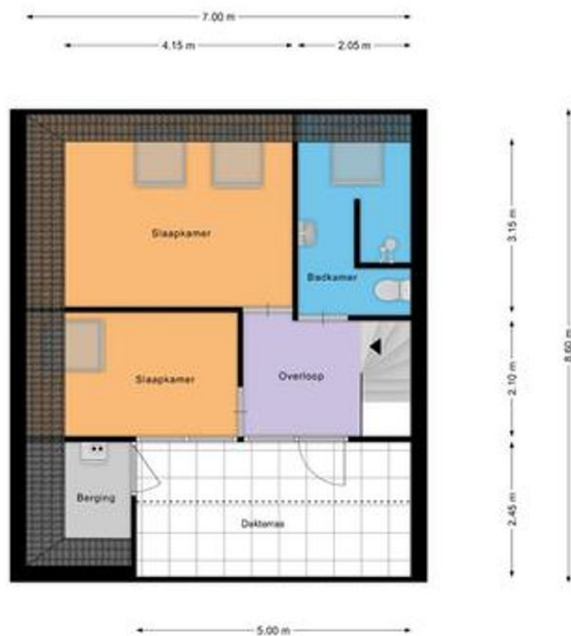 7.00 m
4.15 m
2.05 m
Slaapkamer
Badkamer
3.15 m
8.60 m
Slaapkamer
Overloop
2.10 m
Berging
Dakterras
2.45 m
5.00 m